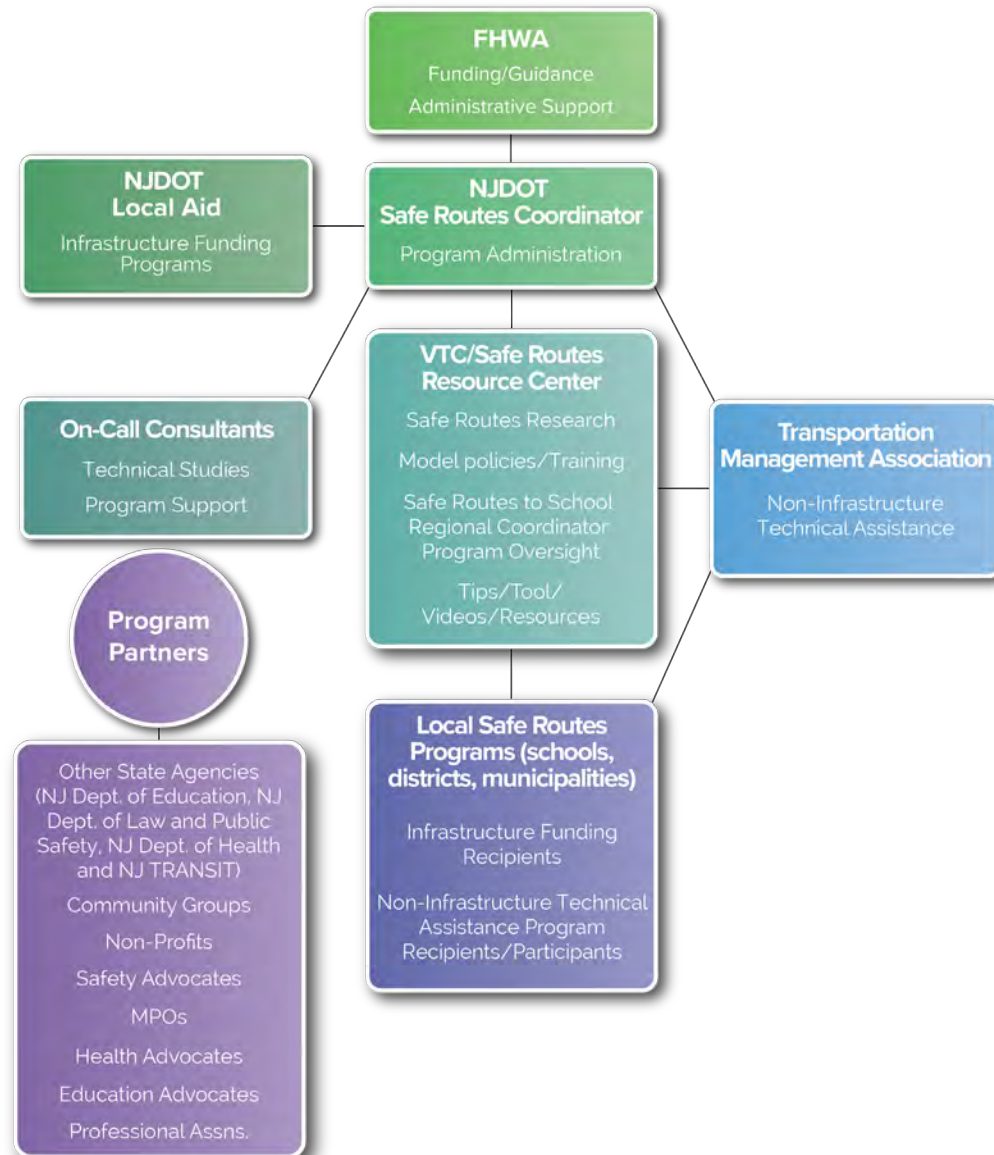 FHWA
Funding/Guidance
Administrative Support
NJDOT
Local Aid
Infrastructure Funding
Programs
NJDOT
Safe Routes Coordinator
Program Administration
VTC/Safe Routes
Resource Center
Safe Routes Research
Model policies/Training
Safe Routes to School
Regional Coordinator
Program Oversight
Tips/Tool/
Videos/Resources
On-Call Consultants
Technical Studies
Program Support
Transportation
Management Association
Non-Infrastructure
Technical Assistance
Program
Partners
Other State Agencies
(NJ Dept. of Education, NJ
Dept. of Law and Public
Safety, NJ Dept. of Health
and NJ TRANSIT)
Community Groups
Non-Profits
Safety Advocates
MPOs
Health Advocates
Education Advocates
Professional Assns.
Local Safe Routes
Programs (schools,
districts, municipalities)
Infrastructure Funding
Recipients
Non-Infrastructure Technical
Assistance Program
Recipients/Participants